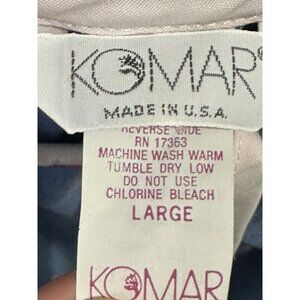 KOMAR®
MADE IN U.S.A.
REVERSE SIDE
RN 17363
MACHINE WASH WARM
TUMBLE DRY LOW
DO NOT USE
CHLORINE BLEACH
LARGE
KOMAR